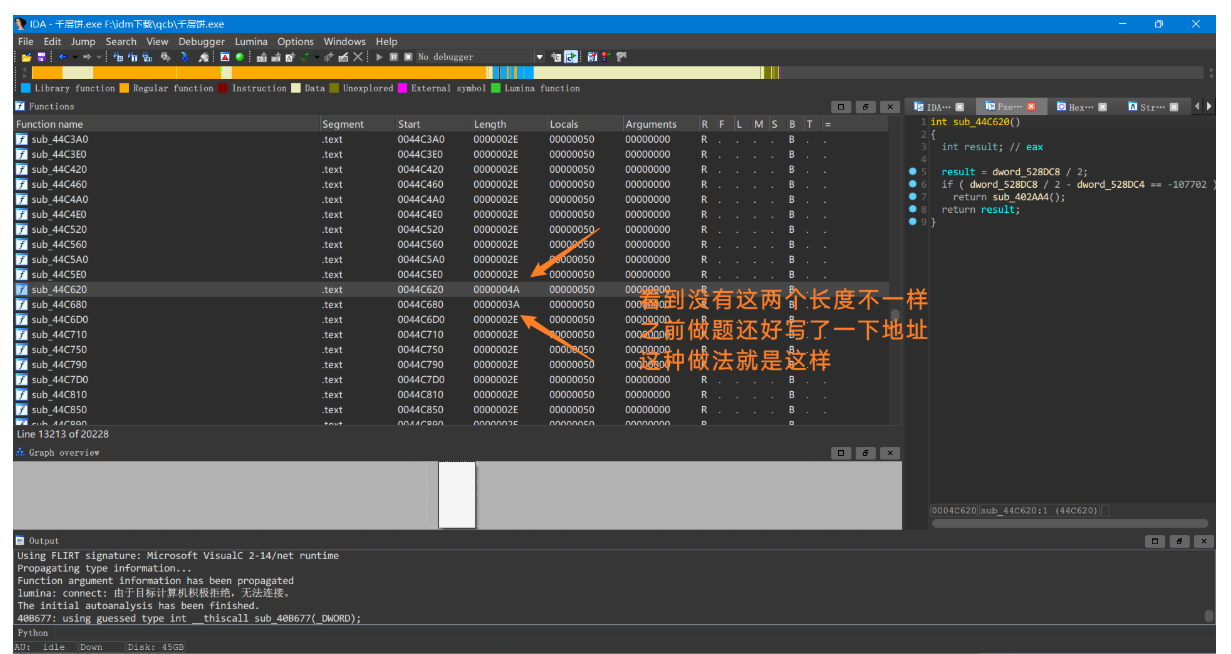 IDA - 千层饼.exe F:\idm下载\qcb\千层饼.exe
File Edit Jump Search View Debugger Lumina Options Windows Help
No debugger
Library function Regular function Instruction Data Unexplored External symbol Lumina function
Functions
Function name Segment Start Length Locals Arguments R F L M S B T =
sub_44C3A0 .text 0044C3A0 0000002E 00000050 00000000 R . . . . B . .
sub_44C3E0 .text 0044C3E0 0000002E 00000050 00000000 R . . . . B . .
sub_44C420 .text 0044C420 0000002E 00000050 00000000 R . . . . B . .
sub_44C460 .text 0044C460 0000002E 00000050 00000000 R . . . . B . .
sub_44C4A0 .text 0044C4A0 0000002E 00000050 00000000 R . . . . B . .
sub_44C4E0 .text 0044C4E0 0000002E 00000050 00000000 R . . . . B . .
sub_44C520 .text 0044C520 0000002E 00000050 00000000 R . . . . B . .
sub_44C560 .text 0044C560 0000002E 00000050 00000000 R . . . . B . .
sub_44C5A0 .text 0044C5A0 0000002E 00000050 00000000 R . . . . B . .
sub_44C5E0 .text 0044C5E0 0000002E 00000050 00000000 R . . . . B . .
sub_44C620 .text 0044C620 0000004A 00000050 00000000 R . . . . B . .
sub_44C680 .text 0044C680 0000003A 00000050 00000000 R . . . . B . .
sub_44C6D0 .text 0044C6D0 0000002E 00000050 00000000 R . . . . B . .
sub_44C710 .text 0044C710 0000002E 00000050 00000000 R . . . . B . .
sub_44C750 .text 0044C750 0000002E 00000050 00000000 R . . . . B . .
sub_44C790 .text 0044C790 0000002E 00000050 00000000 R . . . . B . .
sub_44C7D0 .text 0044C7D0 0000002E 00000050 00000000 R . . . . B . .
sub_44C810 .text 0044C810 0000002E 00000050 00000000 R . . . . B . .
sub_44C850 .text 0044C850 0000002E 00000050 00000000 R . . . . B . .
sub_44C890 .text 0044C890 0000002E 00000050 00000000 R B
看到没有这两个长度不一样
之前做题还好写了一下地址
这种做法就是这样
Line 13213 of 20228
Graph overview
IDA··· Pse··· Hex··· Str···
1 int sub_44C620()
2 {
3 int result; // eax
4
5 result = dword_528DC8 / 2;
6 if ( dword_528DC8 / 2 - dword_528DC4 == -107702 )
7 return sub_402AA4();
8 return result;
9 }
0004C620 sub_44C620:1 (44C620)
Output
Using FLIRT signature: Microsoft VisualC 2-14/net runtime
Propagating type information...
Function argument information has been propagated
lumina: connect: 由于目标计算机积极拒绝，无法连接。
The initial autoanalysis has been finished.
40B677: using guessed type int __thiscall sub_40B677(_DWORD);
Python
AU: idle Down Disk: 45GB